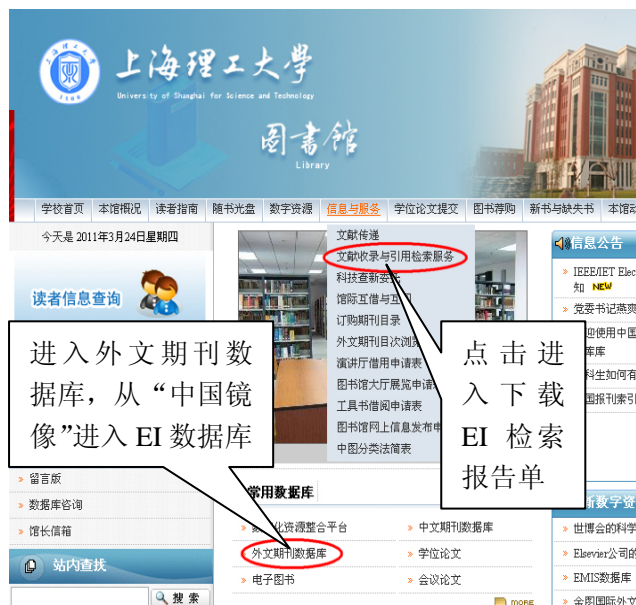 上海理工大學
University of Shanghai for Science and Technology
图书馆
Library
学校首页 本馆概况 读者指南 随书光盘 数字资源 信息与服务 学位论文提交 图书荐购 新书与缺失书 本馆
今天是 2011年3月24日星期四
读者信息查询
文献传递
文献收录与引用检索服务
科技查新委
馆际互借与互
订购期刊目录
外文期刊目次浏
演讲厅借用申请表
图书馆大厅展览申请
工具书借阅申请表
图书馆网上信息发布申
中图分类法简表
信息公告
IEEE/IET Elec
知 NEW
党委书记燕爽
迎使用中国
库
科生如何有
国报刊索引
进入外文期刊数
据库，从“中国镜
像”进入 EI 数据库
点击进
入下载
EI 检索
报告单
留言版
数据库咨询
馆长信箱
站内查找
搜 索
常用数据库
化资源整合平台
中文期刊数据库
外文期刊数据库
学位论文
电子图书
会议论文
MORE
新数字资
世博会的科学
Elsevier公司的
EMIS数据库
金图国际外文